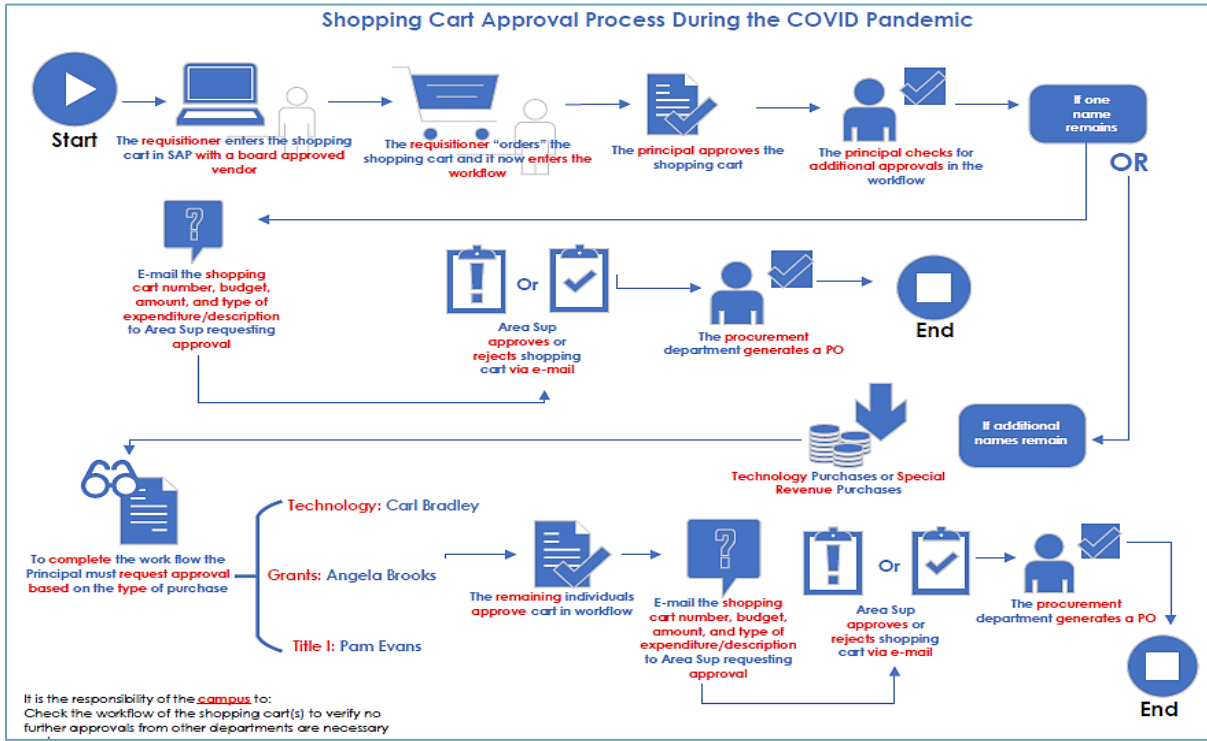 Shopping Cart Approval Process During the COVID Pandemic
Start
The requisitioner enters the shopping
cart in SAP with a board approved
vendor
The requisitioner “orders” the
shopping cart and it now enters the
workflow
The principal approves the
shopping cart
The principal checks for
additional approvals in the
workflow
If one
name
remains
OR
?
E-mail the shopping
cart number, budget,
amount, and type of
expenditure/description
to Area Sup requesting
approval
!
Or
Area Sup
approves or
rejects shopping
cart via e-mail
The procurement
department generates a PO
End
If additional
names remain
Technology Purchases or Special
Revenue Purchases
To complete the work flow the
Principal must request approval
based on the type of purchase
Technology: Carl Bradley
Grants: Angela Brooks
Title I: Pam Evans
The remaining individuals
approve cart in workflow
?
E-mail the shopping
cart number, budget,
amount, and type of
expenditure/description
to Area Sup requesting
approval
!
Or
Area Sup
approves or
rejects shopping
cart via e-mail
The procurement
department generates a PO
End
It is the responsibility of the campus to:
Check the workflow of the shopping cart(s) to verify no
further approvals from other departments are necessary